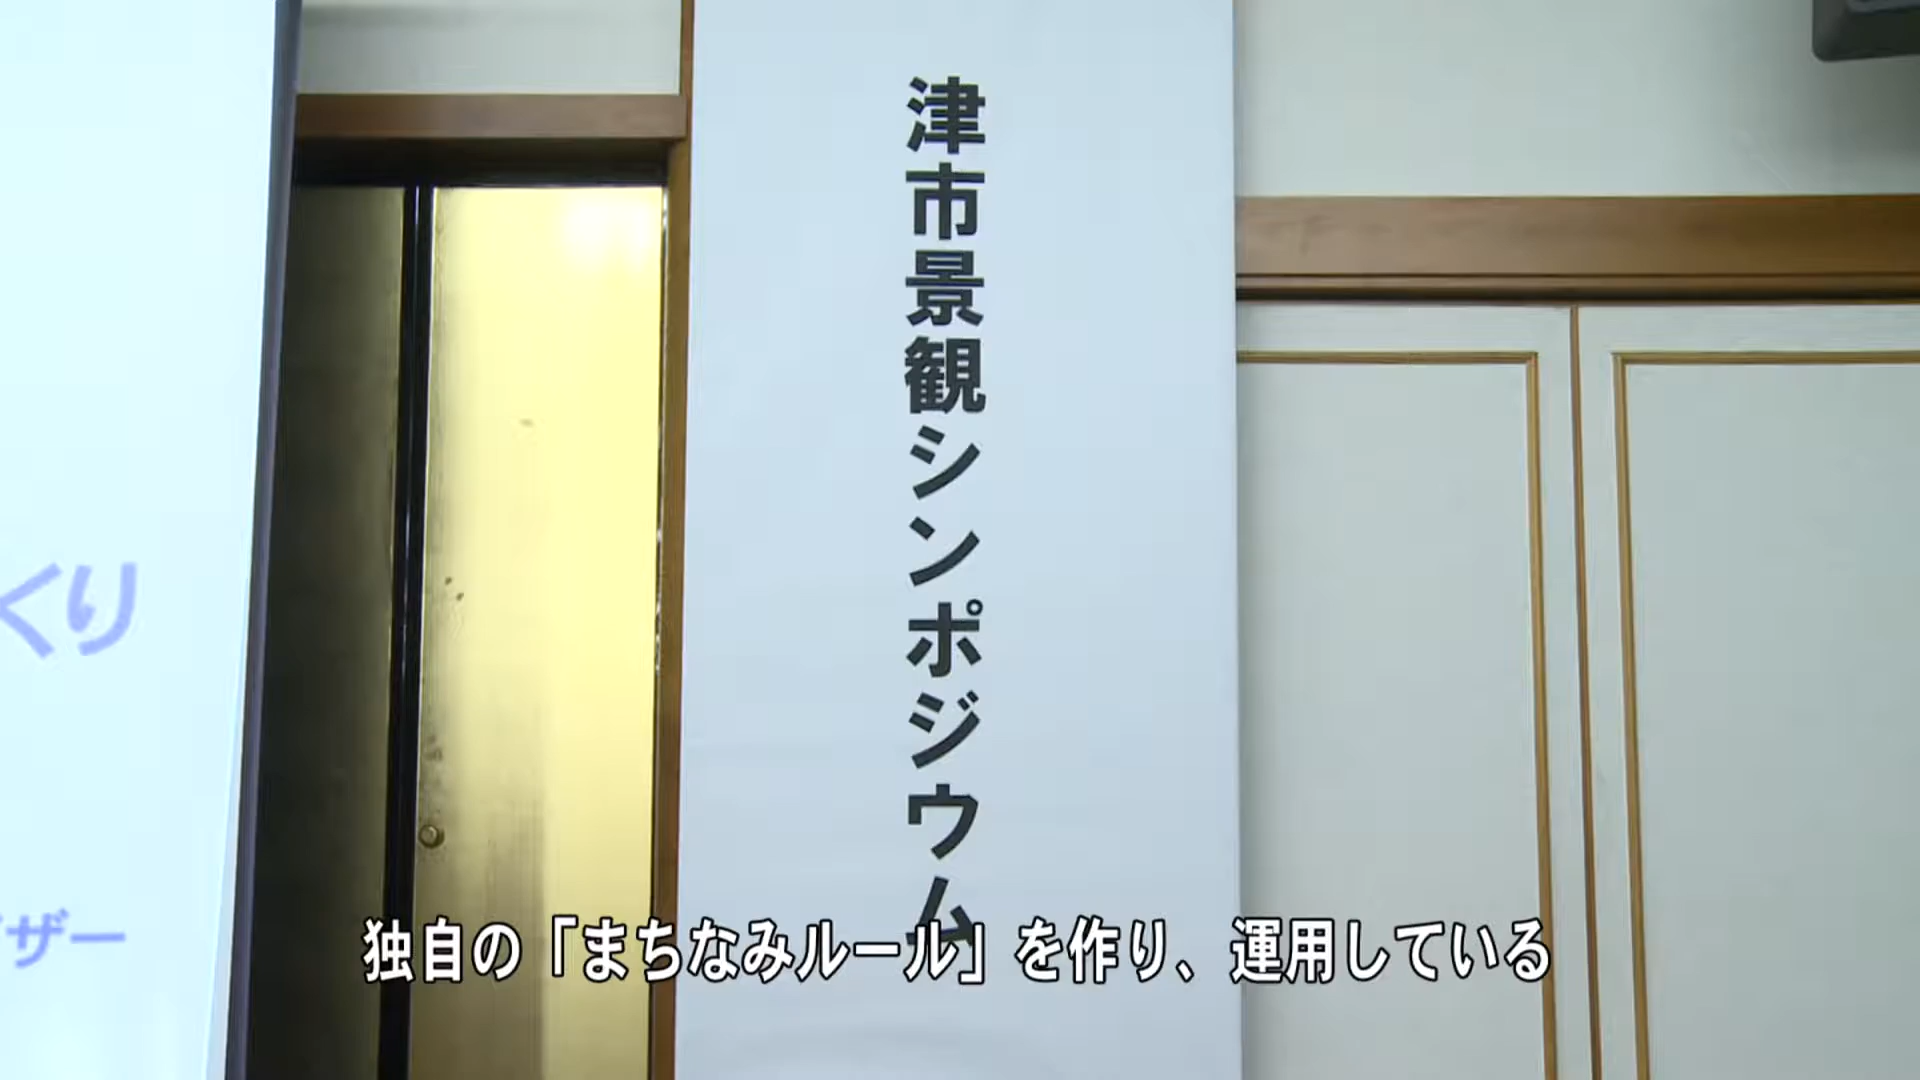 津市景観シンポジウム
くり
ザー
独自の「まちなみルール」を作り、運用している